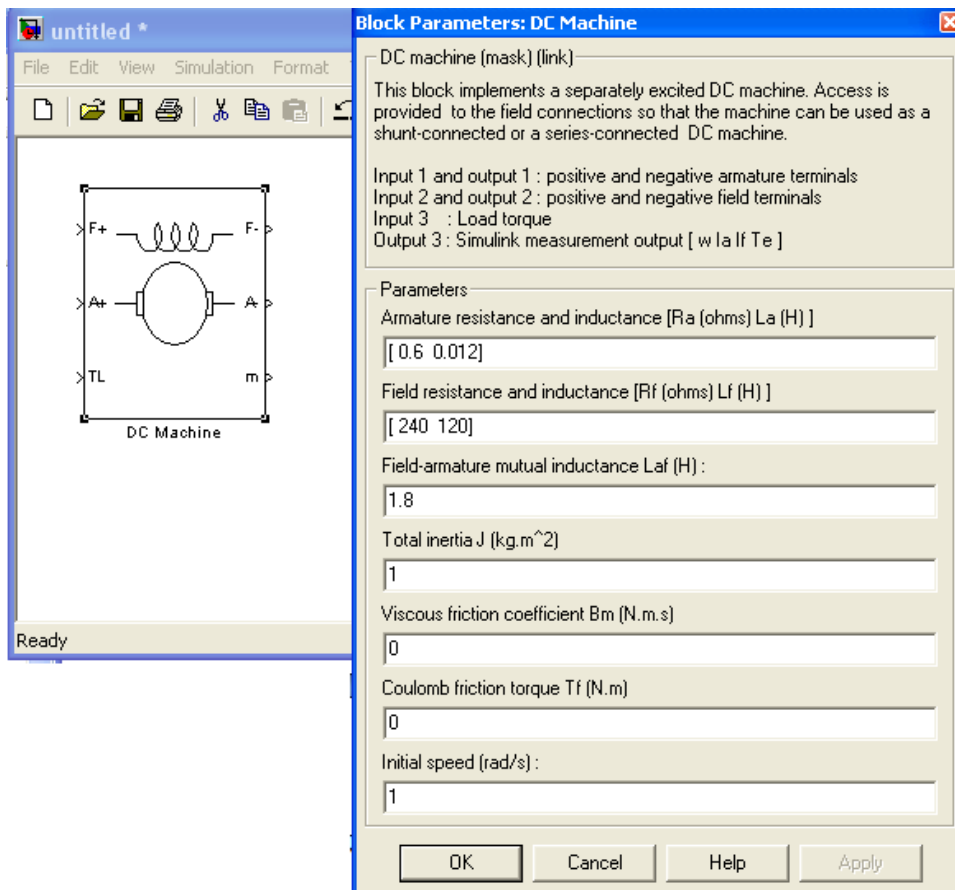 untitled *
File Edit View Simulation Format
F+ F-
A+ A-
TL m
DC Machine
Ready
Block Parameters: DC Machine
DC machine (mask) (link)
This block implements a separately excited DC machine. Access is
provided to the field connections so that the machine can be used as a
shunt-connected or a series-connected DC machine.
Input 1 and output 1 : positive and negative armature terminals
Input 2 and output 2 : positive and negative field terminals
Input 3 : Load torque
Output 3 : Simulink measurement output [ w Ia If Te ]
Parameters
Armature resistance and inductance [Ra (ohms) La (H) ]
[ 0.6 0.012]
Field resistance and inductance [Rf (ohms) Lf (H) ]
[ 240 120]
Field-armature mutual inductance Laf (H) :
1.8
Total inertia J (kg.m^2)
1
Viscous friction coefficient Bm (N.m.s)
0
Coulomb friction torque Tf (N.m)
0
Initial speed (rad/s) :
1
OK Cancel Help Apply